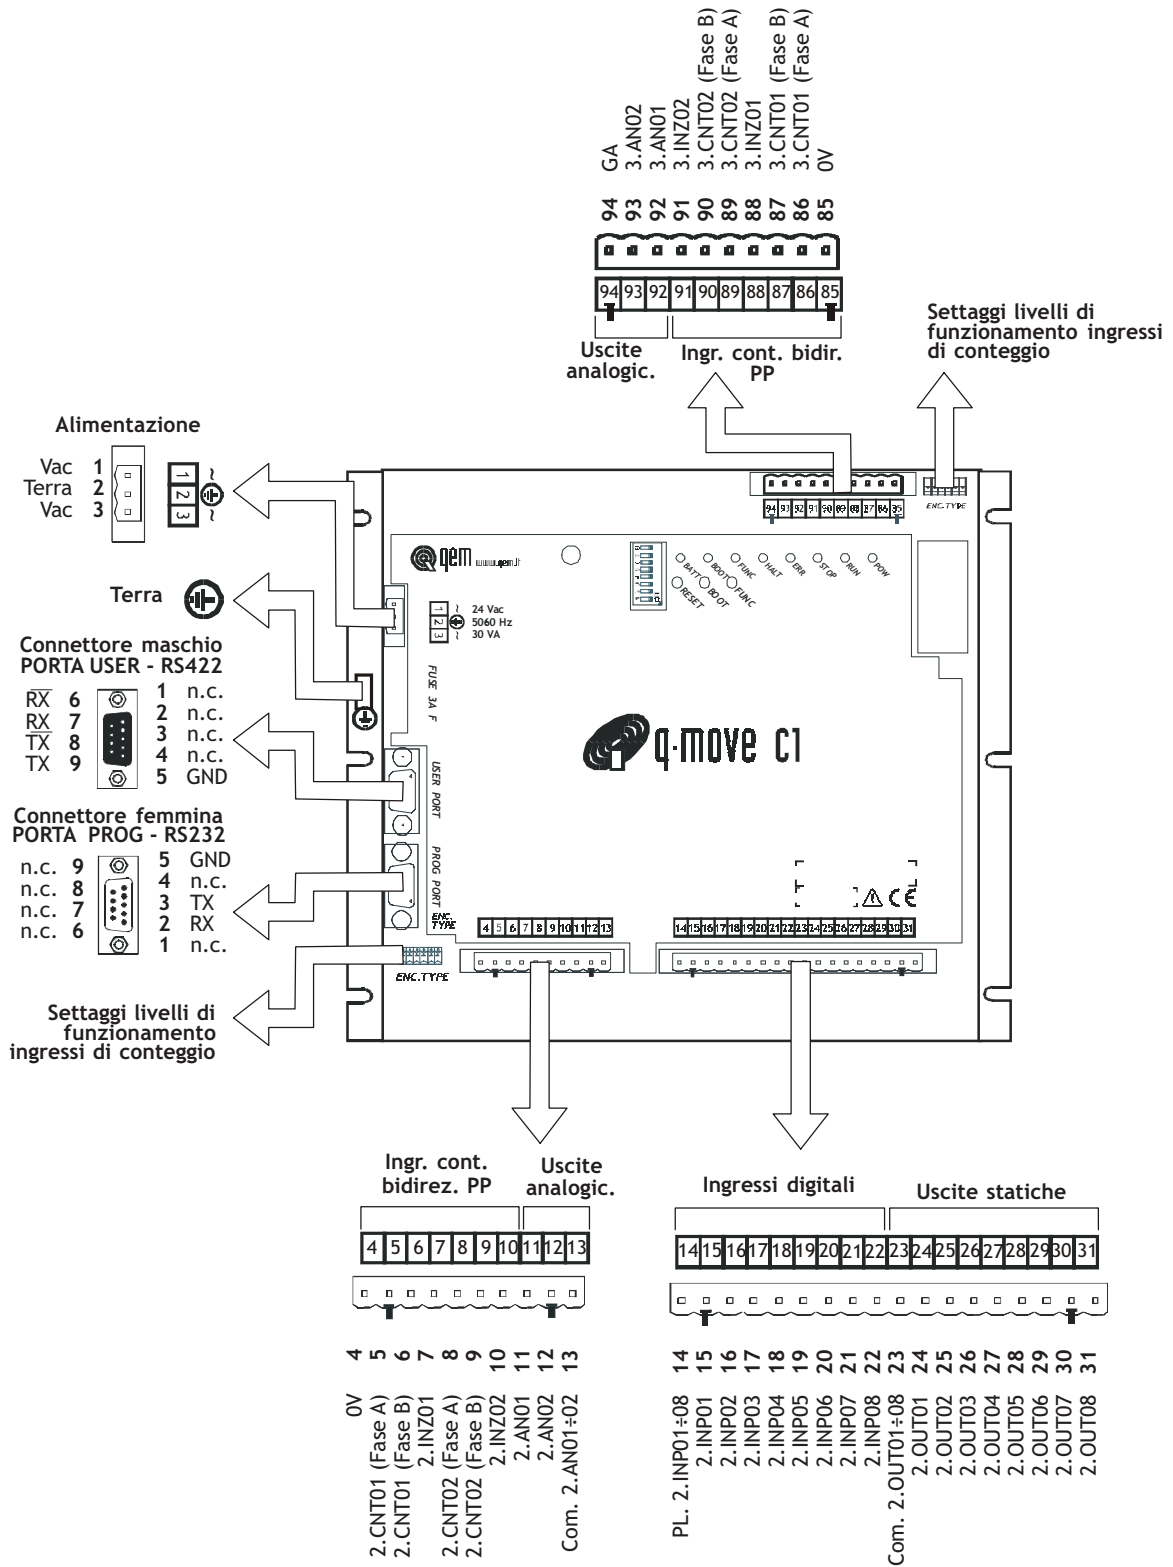 GA
3.AN02
3.AN01
3.INZ02
3.CNT02 (Fase B)
3.CNT02 (Fase A)
3.INZ01
3.CNT01 (Fase B)
3.CNT01 (Fase A)
0V
94 93 92 91 90 89 88 87 86 85
94 93 92 91 90 89 88 87 86 85
Uscite
analogic.
Ingr. cont. bidir.
PP
Settaggi livelli di
funzionamento ingressi
di conteggio
Alimentazione
Vac 1
Terra 2
Vac 3
1 ~
2
3 ~
Terra
Connettore maschio
PORTA USER - RS422
RX 6
RX 7
TX 8
TX 9
1 n.c.
2 n.c.
3 n.c.
4 n.c.
5 GND
Connettore femmina
PORTA PROG - RS232
n.c. 9
n.c. 8
n.c. 7
n.c. 6
5 GND
4 n.c.
3 TX
2 RX
1 n.c.
Settaggi livelli di
funzionamento
ingressi di conteggio
94 93 92 91 90 89 88 87 86 85
ENC.TYPE
qem www.qem.it
BATT BOOT FUNC HALT ERR STOP RUN POW
RESET BOOT FUNC
1 ~ 24 Vac
2 5060 Hz
3 ~ 30 VA
FUSE 3A F
USER PORT
PROG PORT
q·move c1
CE
ENC.
TYPE
4 5 6 7 8 9 10 11 12 13
14 15 16 17 18 19 20 21 22 23 24 25 26 27 28 29 30 31
ENC.TYPE
Ingr. cont.
bidirez. PP
Uscite
analogic.
4 5 6 7 8 9 10 11 12 13
4 5 6 7 8 9 10 11 12 13
0V
2.CNT01 (Fase A)
2.CNT01 (Fase B)
2.INZ01
2.CNT02 (Fase A)
2.CNT02 (Fase B)
2.INZ02
2.AN01
2.AN02
Com. 2.AN01÷02
Ingressi digitali
Uscite statiche
14 15 16 17 18 19 20 21 22 23 24 25 26 27 28 29 30 31
14 15 16 17 18 19 20 21 22 23 24 25 26 27 28 29 30 31
PL. 2.INP01÷08
2.INP01
2.INP02
2.INP03
2.INP04
2.INP05
2.INP06
2.INP07
2.INP08
Com. 2.OUT01÷08
2.OUT01
2.OUT02
2.OUT03
2.OUT04
2.OUT05
2.OUT06
2.OUT07
2.OUT08